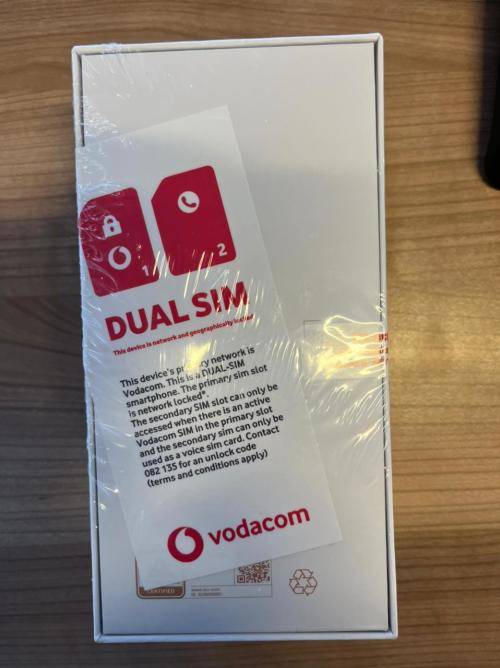 1
2
DUAL SIM
This device is network and geographically locked
This device's primary network is
Vodacom. This is a DUAL-SIM
smartphone. The primary sim slot
is network locked*.
The secondary SIM slot can only be
accessed when there is an active
Vodacom SIM in the primary slot
and the secondary sim can only be
used as a voice sim card. Contact
082 135 for an unlock code
(terms and conditions apply)
vodacom
CERTIFIED